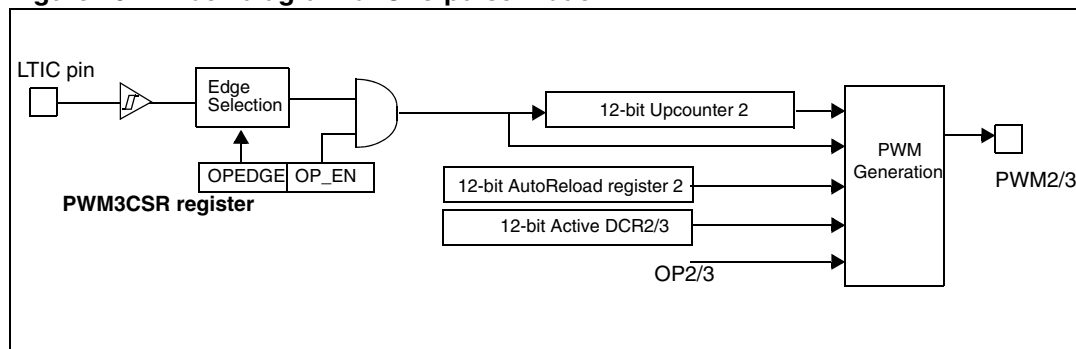 LTIC pin
Edge
Selection
12-bit Upcounter 2
PWM
Generation
OPEDGE OP_EN
12-bit AutoReload register 2
PWM2/3
PWM3CSR register
12-bit Active DCR2/3
OP2/3